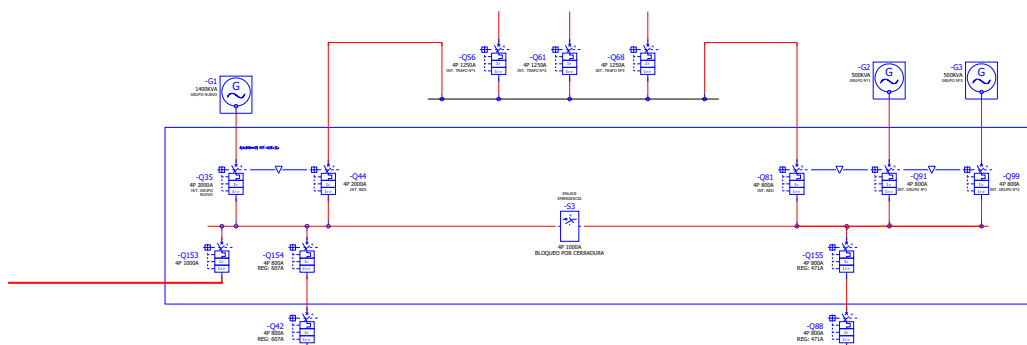 -Q56
4P 1250A
INT. TRAFO Nº1
-Q61
4P 1250A
INT. TRAFO Nº2
-Q68
4P 1250A
INT. TRAFO Nº3
-G1
1400KVA
GRUPO NUEVO
G
-G2
500KVA
GRUPO Nº1
G
-G3
500KVA
G
-Q35
4P 2000A
INT. GRUPO
NUEVO
-Q44
4P 2000A
INT. RED
-Q81
4P 800A
INT. RED
-Q91
4P 800A
INT. GRUPO Nº1
-Q99
4P 800A
INT. GRUPO Nº2
ENLACE
EMERGENCIA
-S3
4P 1000A
BLOQUEO POR CERRADURA
-Q153
4P 1000A
-Q154
4P 800A
REG: 607A
-Q155
4P 800A
REG: 471A
-Q42
4P 800A
REG: 607A
-Q88
4P 800A
REG: 471A